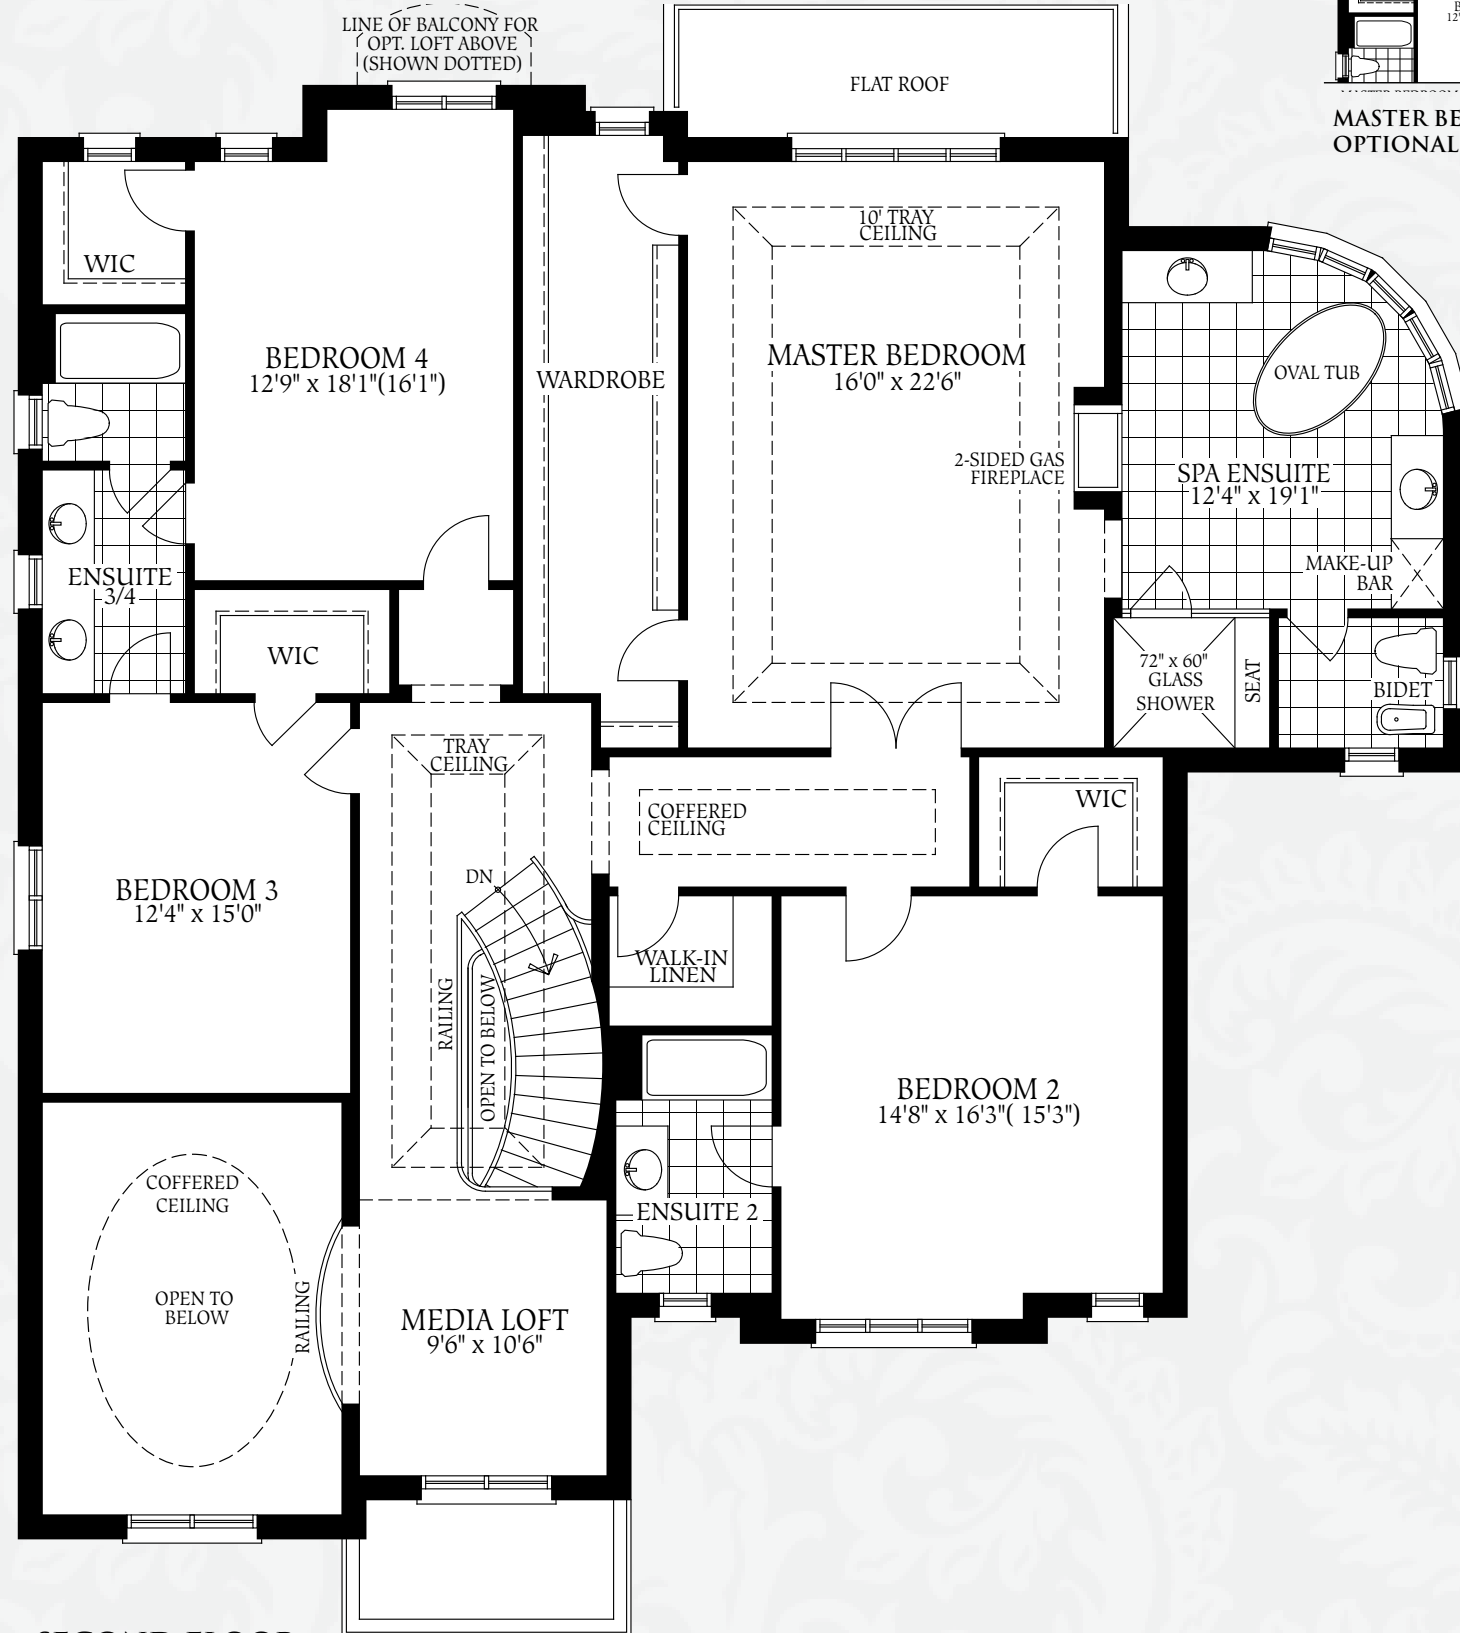 LINE OF BALCONY FOR
OPT. LOFT ABOVE
(SHOWN DOTTED)
FLAT ROOF
MASTER BE
OPTIONAL
10' TRAY
CEILING
WIC
BEDROOM 4
12'9" x 18'1"(16'1")
WARDROBE
MASTER BEDROOM
16'0" x 22'6"
OVAL TUB
2-SIDED GAS
FIREPLACE
SPA ENSUITE
12'4" x 19'1"
MAKE-UP
BAR
ENSUITE
3/4
WIC
72" x 60"
GLASS
SHOWER
SEAT
BIDET
TRAY
CEILING
COFFERED
CEILING
WIC
BEDROOM 3
12'4" x 15'0"
DN
WALK-IN
LINEN
RAILING
OPEN TO BELOW
BEDROOM 2
14'8" x 16'3"( 15'3")
COFFERED
CEILING
ENSUITE 2
OPEN TO
BELOW
RAILING
MEDIA LOFT
9'6" x 10'6"
SECOND FLOOR